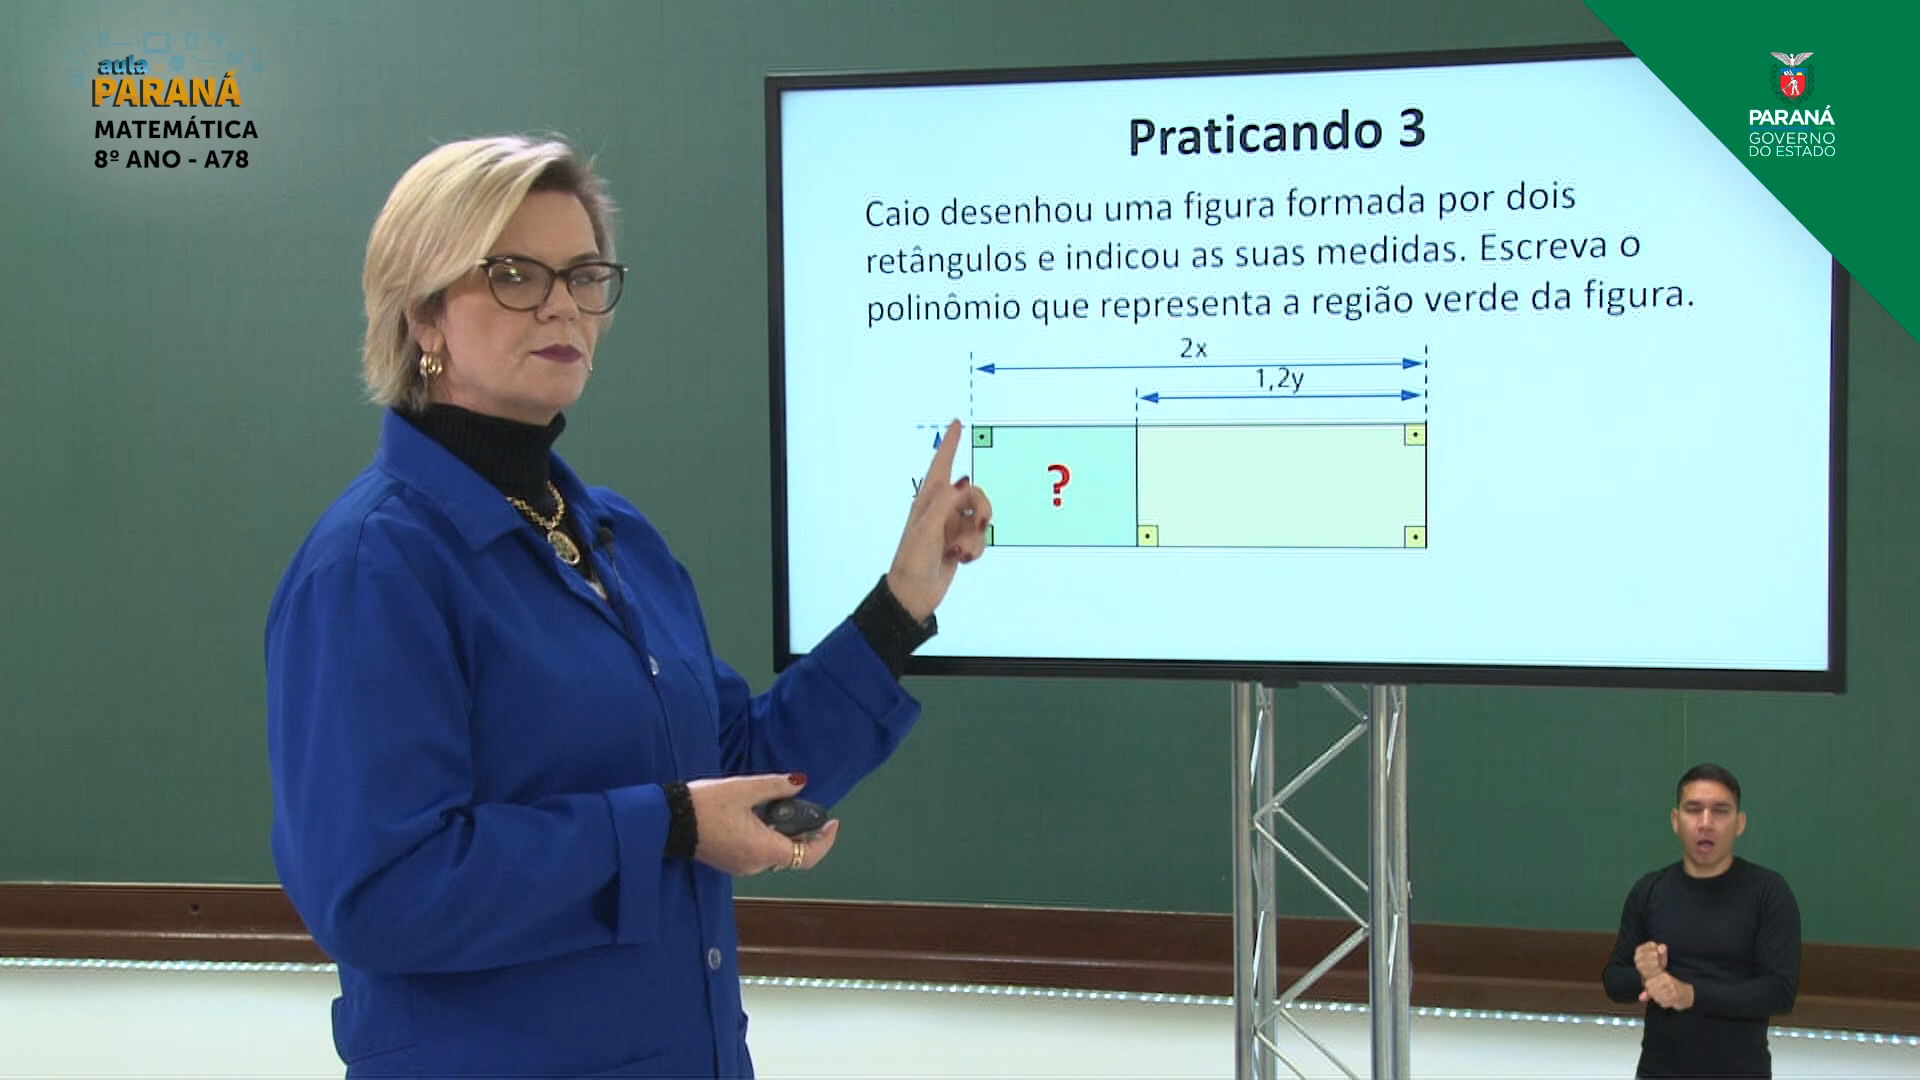 aula
PARANÁ
MATEMÁTICA
8º ANO - A78
PARANÁ
GOVERNO
DO ESTADO
Praticando 3
Caio desenhou uma figura formada por dois
retângulos e indicou as suas medidas. Escreva o
polinômio que representa a região verde da figura.
2x
1,2y
y
?